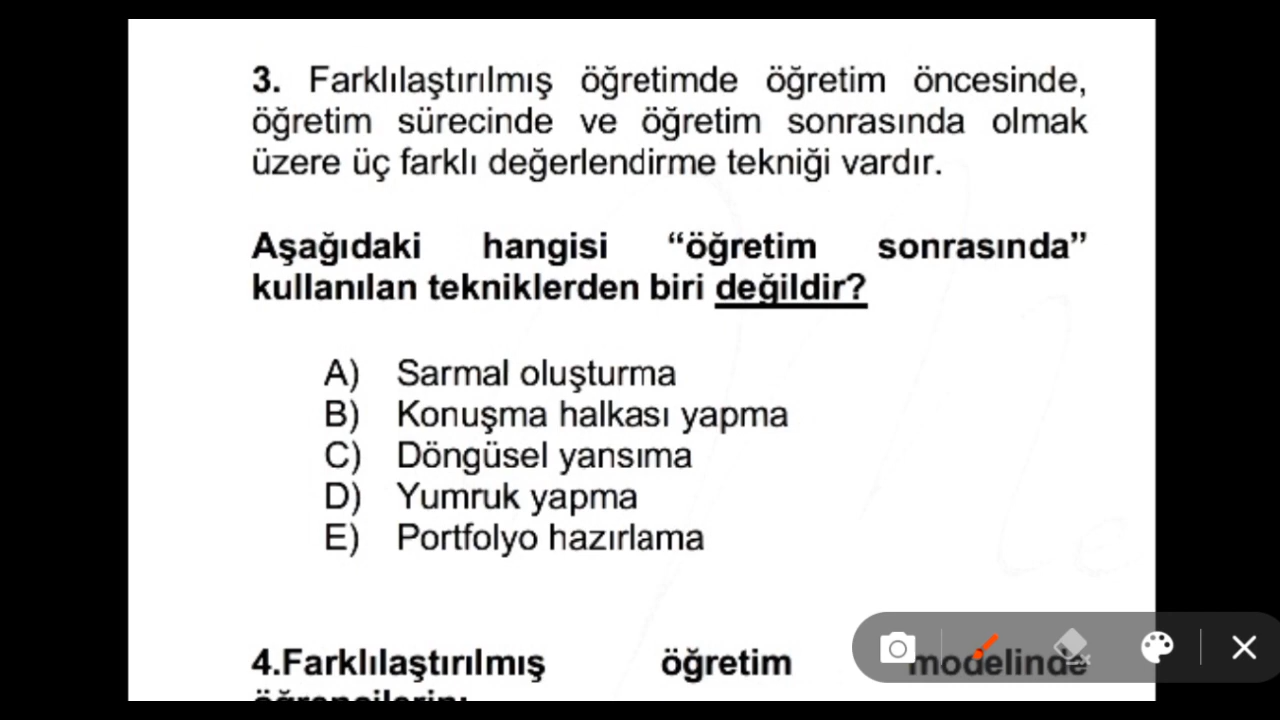 3. Farklılaştırılmış öğretimde öğretim öncesinde,
öğretim sürecinde ve öğretim sonrasında olmak
üzere üç farklı değerlendirme tekniği vardır.
Aşağıdaki hangisi “öğretim sonrasında”
kullanılan tekniklerden biri değildir?
A) Sarmal oluşturma
B) Konuşma halkası yapma
C) Döngüsel yansıma
D) Yumruk yapma
E) Portfolyo hazırlama
4.Farklılaştırılmış öğretim modelinde